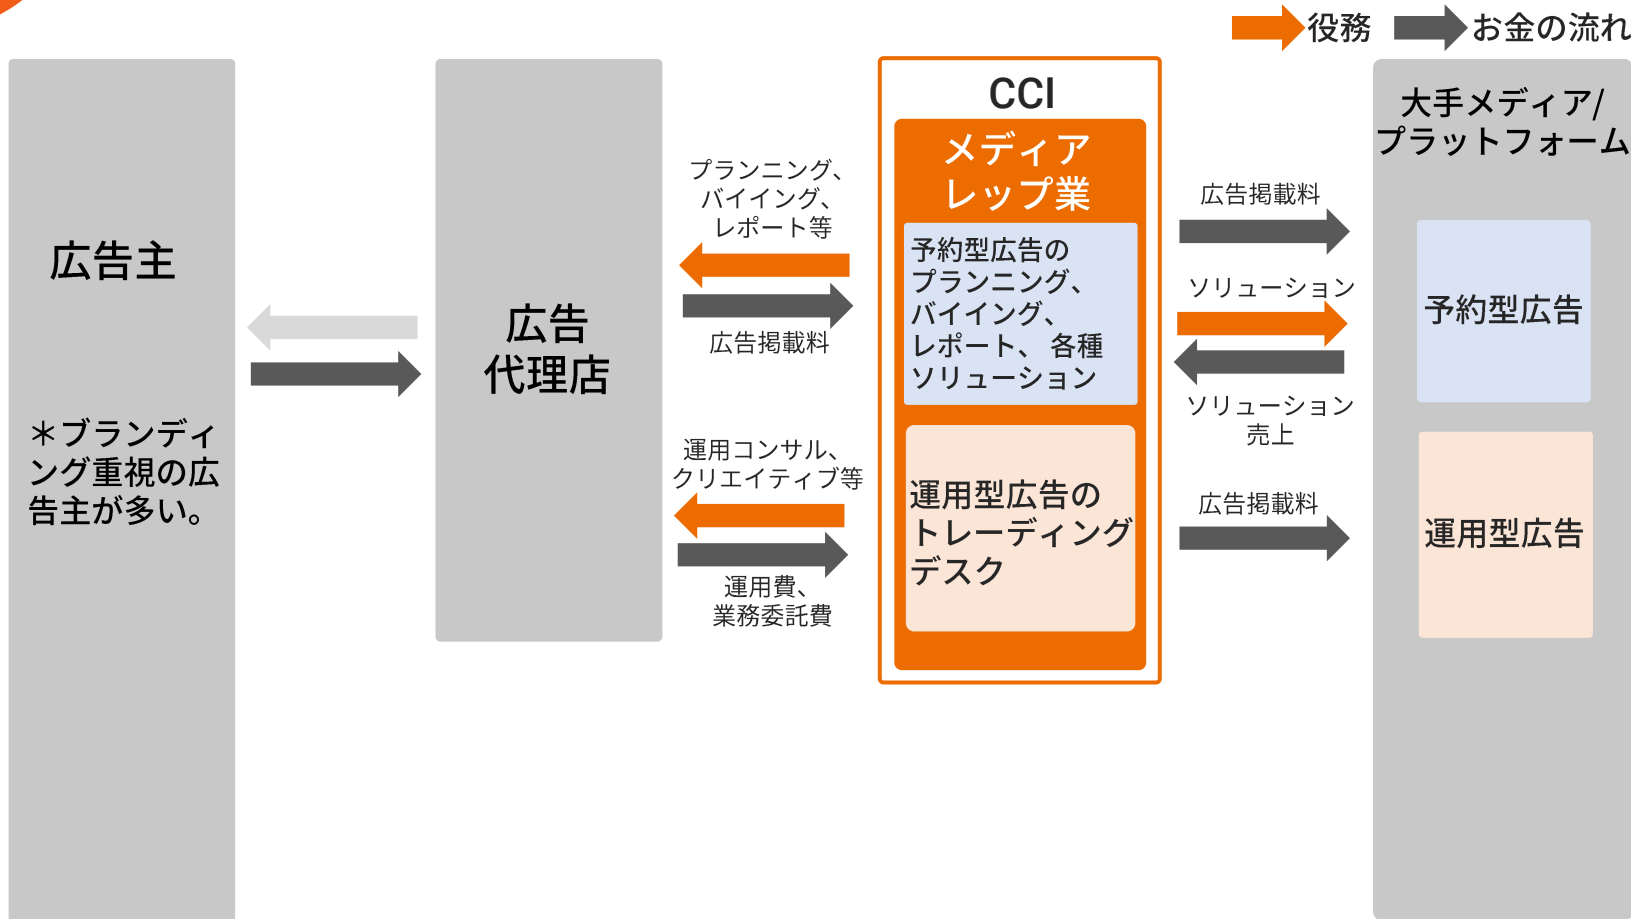 役務
お金の流れ
広告主
＊ブランディ
ング重視の広
告主が多い。
広告
代理店
プランニング、
バイイング、
レポート等
広告掲載料
運用コンサル、
クリエイティブ等
運用費、
業務委託費
CCI
メディア
レップ業
予約型広告の
プランニング、
バイイング、
レポート、 各種
ソリューション
運用型広告の
トレーディング
デスク
広告掲載料
ソリューション
ソリューション
売上
広告掲載料
大手メディア/
プラットフォーム
予約型広告
運用型広告